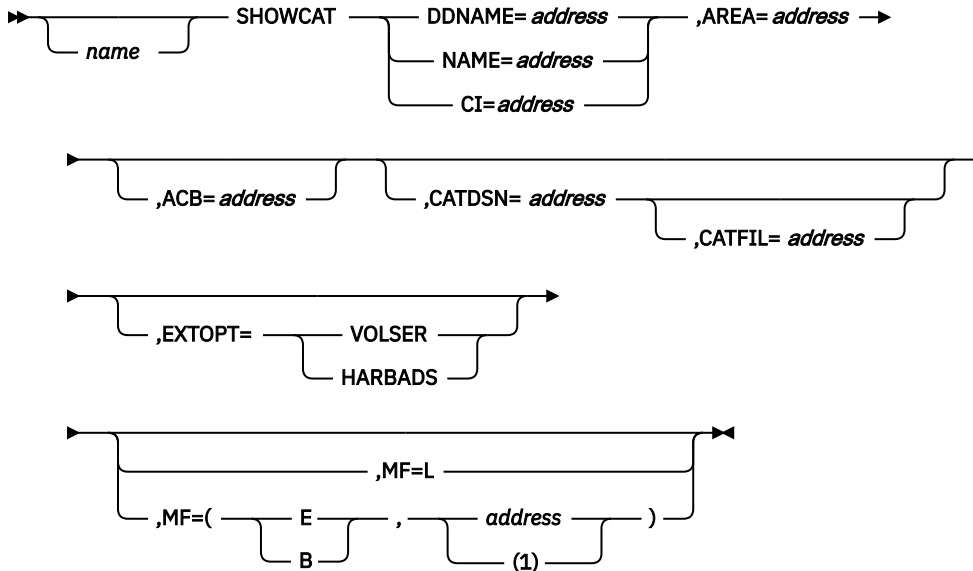 SHOWCAT DDNAME= address ,AREA= address
name NAME= address
CI= address
,ACB= address ,CATDSN= address
,CATFIL= address
,EXTOPT= VOLSER
HARBADS
,MF=L
,MF=( E , address )
B (1)